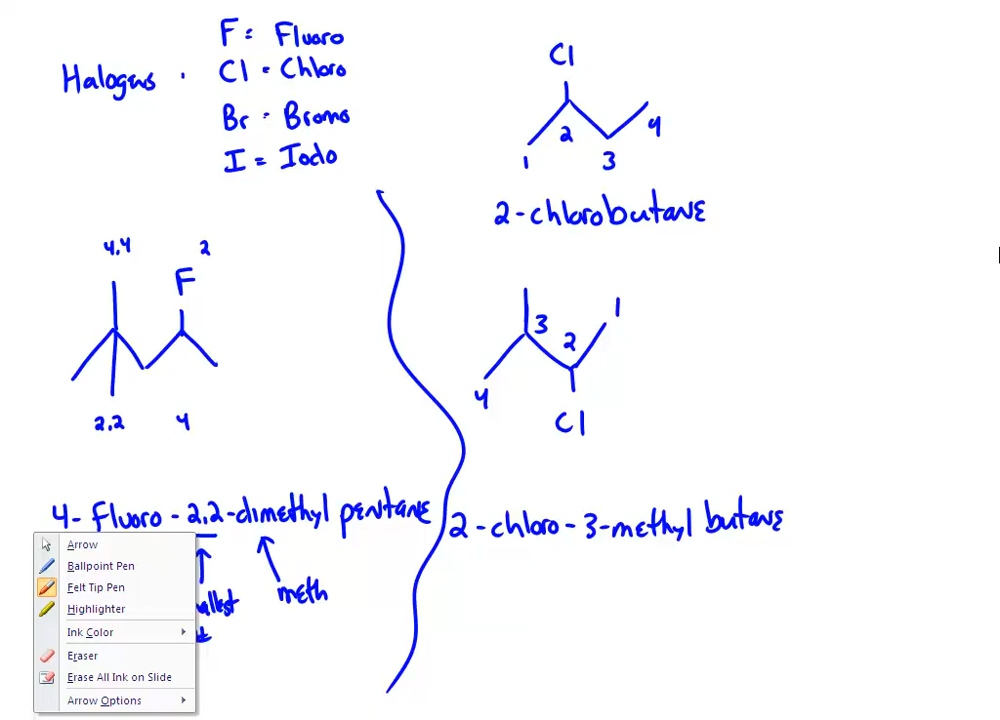 F = Fluoro
Halogens · Cl - Chloro
Br - Bromo
I = Iodo
Cl
1 2 3 4
2-chlorobutane
4,4 2
F
2,2 4
4-fluoro-2,2-dimethyl pentane
meth
1
3 2
4
Cl
2-chloro-3-methyl butane
Arrow
Ballpoint Pen
Felt Tip Pen
Highlighter
Ink Color
Eraser
Erase All Ink on Slide
Arrow Options